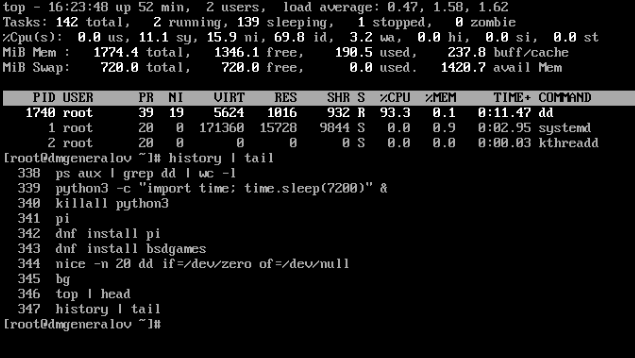 top - 16:23:48 up 52 min,  2 users,  load average: 0.47, 1.58, 1.62
Tasks: 142 total,   2 running, 139 sleeping,   1 stopped,   0 zombie
%Cpu(s):  0.0 us, 11.1 sy, 15.9 ni, 69.8 id,  3.2 wa,  0.0 hi,  0.0 si,  0.0 st
MiB Mem :   1774.4 total,   1346.1 free,    190.5 used,    237.8 buff/cache
MiB Swap:    720.0 total,    720.0 free,      0.0 used.   1420.7 avail Mem
PID USER      PR  NI    VIRT    RES    SHR S  %CPU  %MEM     TIME+ COMMAND
1740 root      39  19    5624   1016    932 R  93.3   0.1   0:11.47 dd
1 root      20   0  171360  15728   9844 S   0.0   0.9   0:02.95 systemd
2 root      20   0       0      0      0 S   0.0   0.0   0:00.03 kthreadd
[root@dmgeneralov ~]# history | tail
338  ps aux | grep dd | wc -l
339  python3 -c "import time; time.sleep(7200)" &
340  killall python3
341  pi
342  dnf install pi
343  dnf install bsdgames
344  nice -n 20 dd if=/dev/zero of=/dev/null
345  bg
346  top | head
347  history | tail
[root@dmgeneralov ~]#